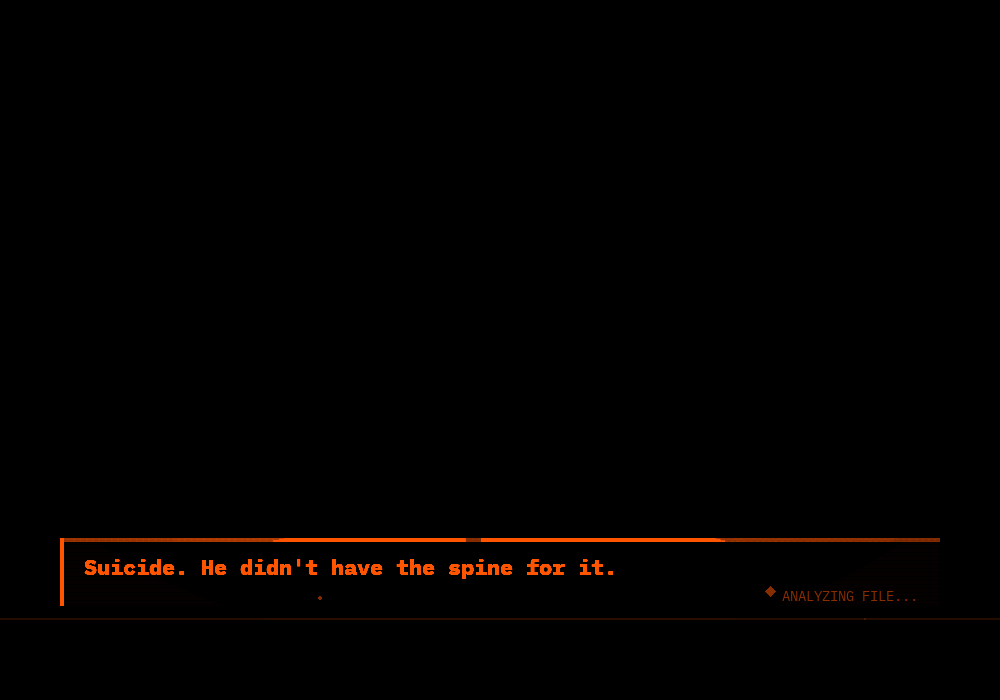 Suicide. He didn't have the spine for it.
ANALYZING FILE...